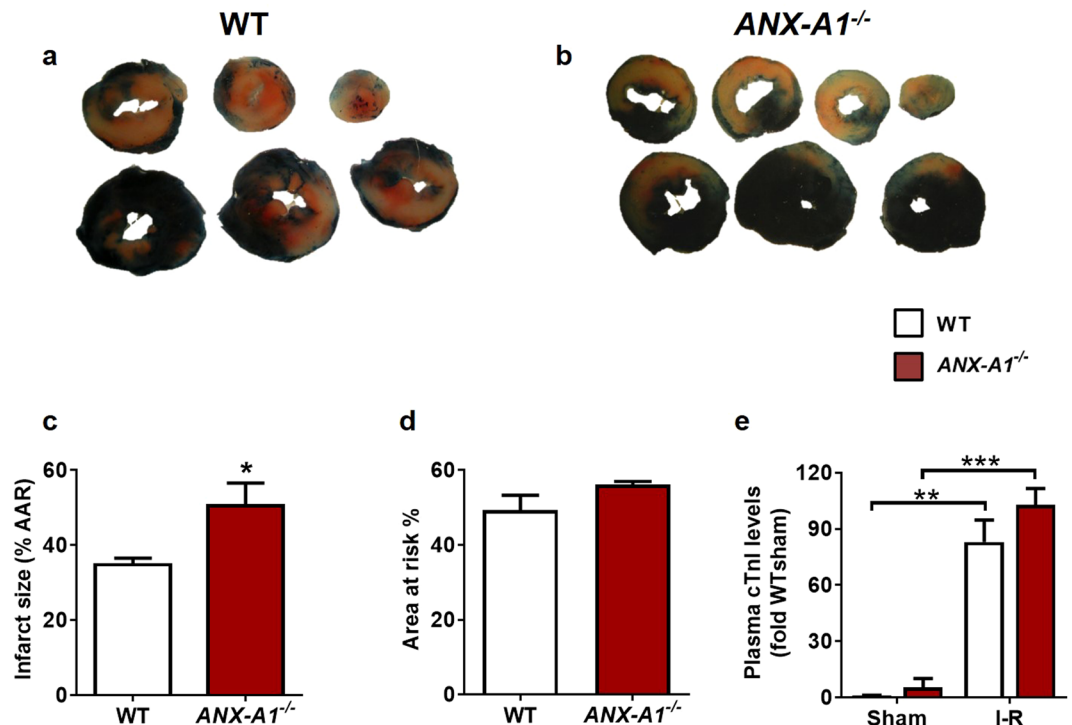 WT
ANX-A1-/-
a
b
WT
ANX-A1-/-
c
d
e
Infarct size (% AAR)
60
40
20
0
*
WT
ANX-A1-/-
Area at risk %
60
40
20
0
WT
ANX-A1-/-
Plasma cTnI levels
(fold WTsham)
120
90
60
30
0
**
***
Sham
I-R